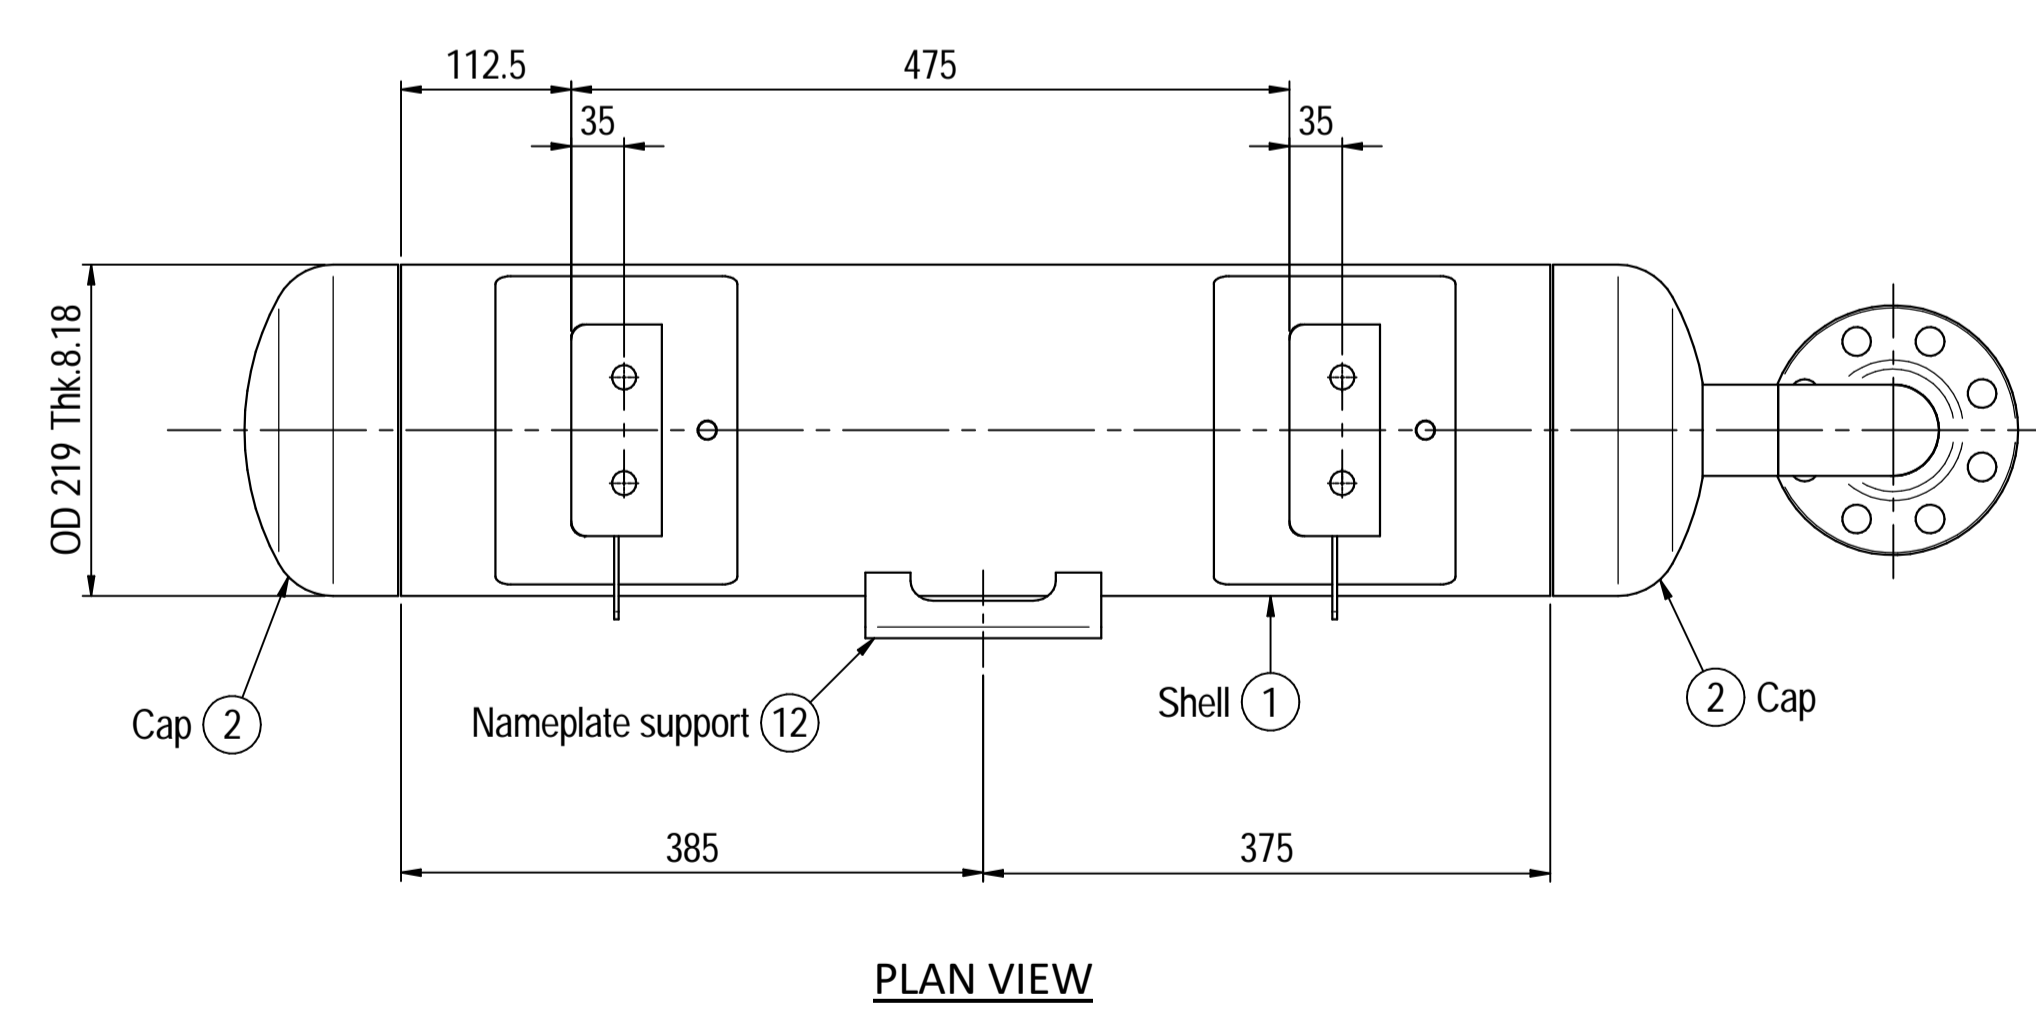 112.5
475
35
35
OD 219 Thk.8.18
Cap 2
Nameplate support 12
Shell 1
2 Cap
385
375
PLAN VIEW